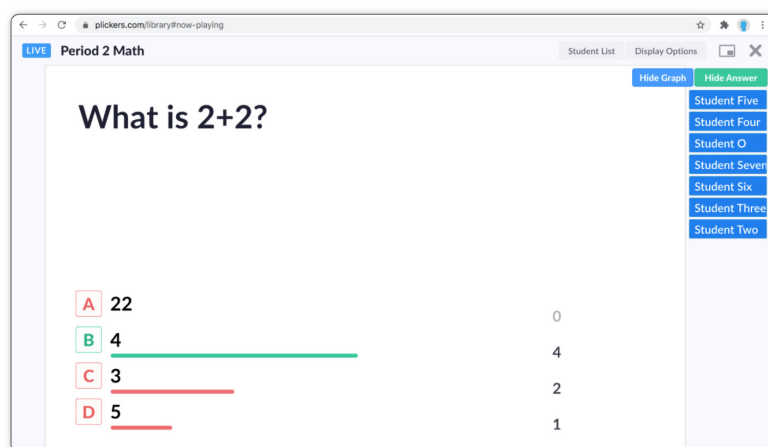 plickers.com/library#now-playing
LIVE Period 2 Math Student List Display Options
Hide Graph Hide Answer
What is 2+2?
Student Five
Student Four
Student O
Student Seven
Student Six
Student Three
Student Two
A 22 0
B 4 4
C 3 2
D 5 1